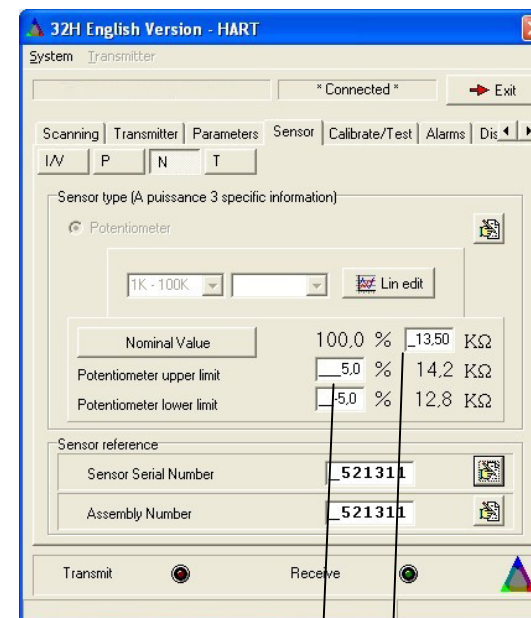 32H English Version - HART
System Transmitter
* Connected * Exit
Scanning Transmitter Parameters Sensor Calibrate/Test Alarms Dis
I/V P N T
Sensor type (A puissance 3 specific information)
Potentiometer
1K - 100K Lin edit
Nominal Value 100,0 % _13,50 KΩ
Potentiometer upper limit ___5,0 % 14,2 KΩ
Potentiometer lower limit __-5,0 % 12,8 KΩ
Sensor reference
Sensor Serial Number _521311
Assembly Number _521311
Transmit Receive